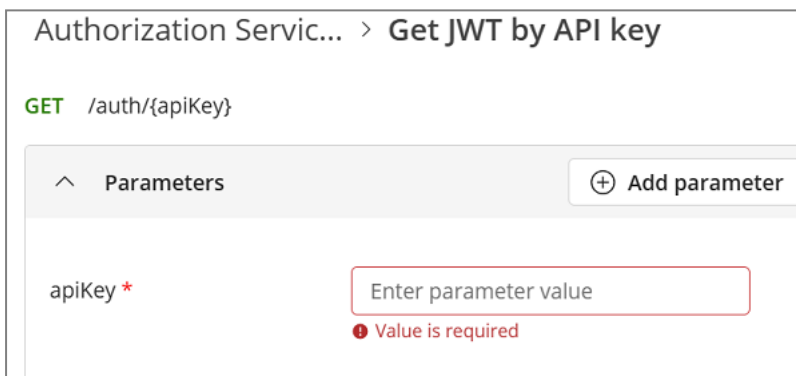 Authorization Servic... > Get JWT by API key
GET /auth/{apiKey}
Parameters
Add parameter
apiKey *
Enter parameter value
Value is required